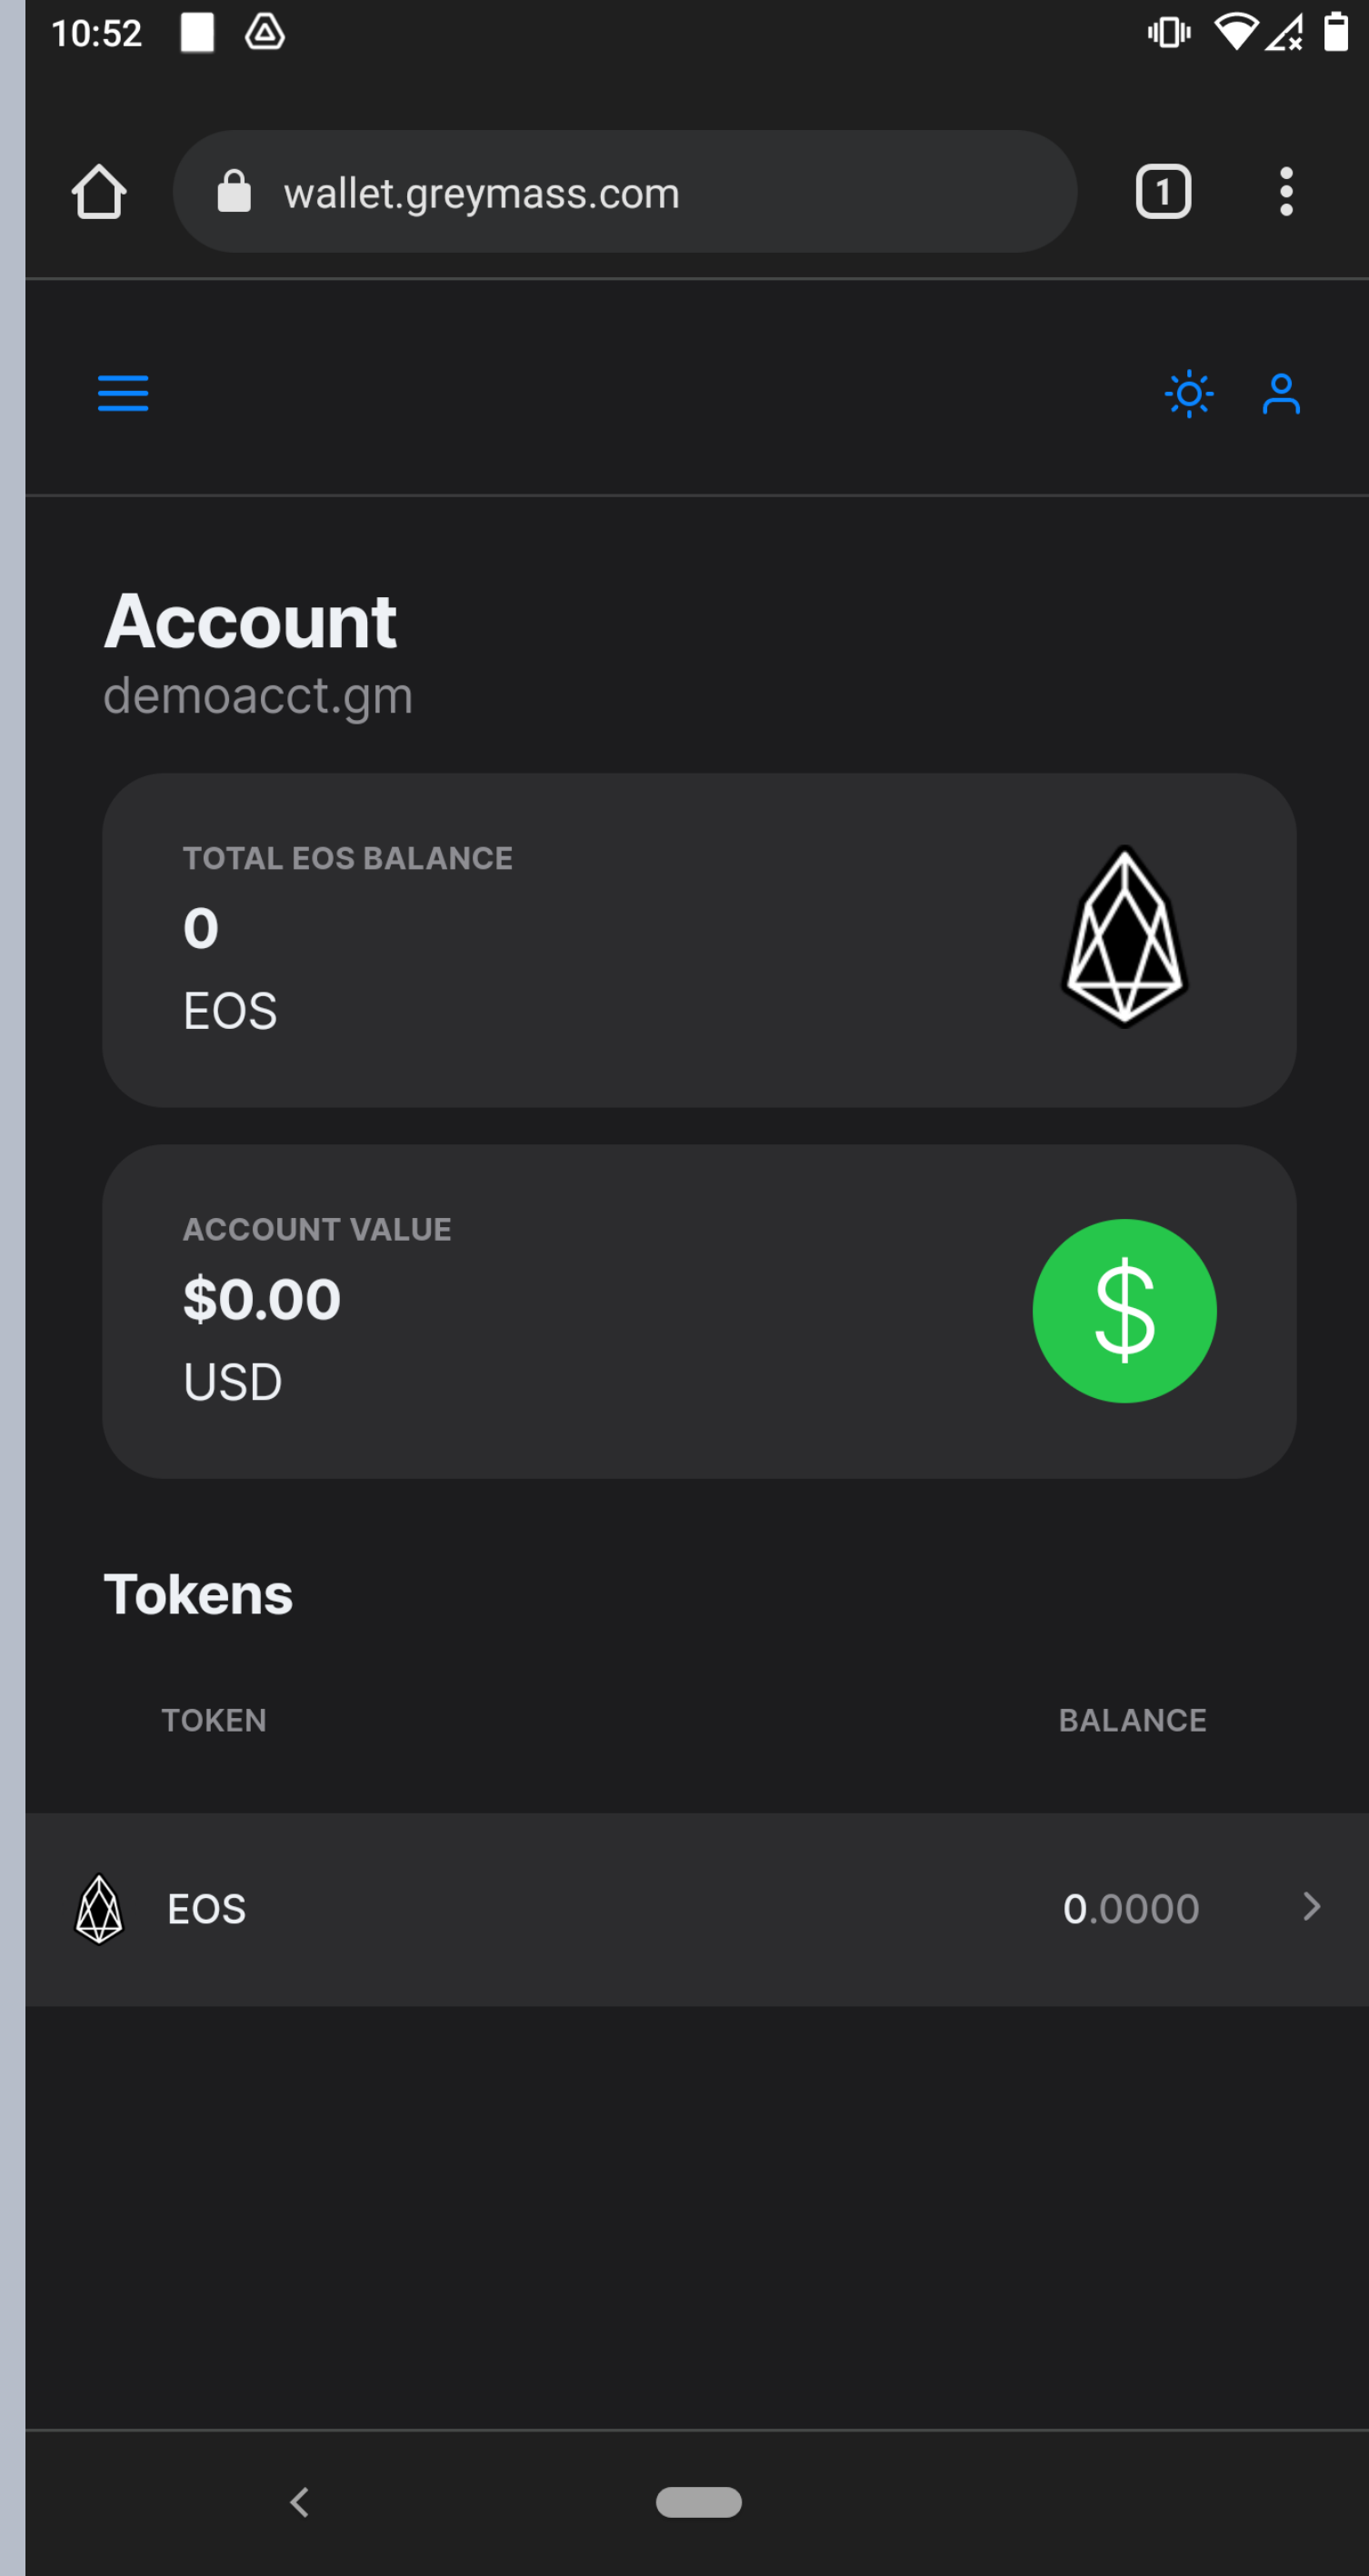 10:52
wallet.greymass.com
1
Account
demoacct.gm
TOTAL EOS BALANCE
0
EOS
ACCOUNT VALUE
$0.00
$
USD
Tokens
TOKEN BALANCE
EOS 0.0000